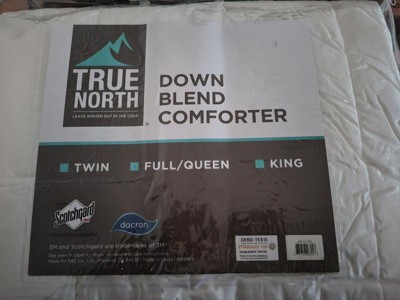 TRUE
NORTH
LEAVE WINTER OUT IN THE COLD
DOWN
BLEND
COMFORTER
TWIN
FULL/QUEEN
KING
Scotchgard
dacron
3M and Scotchgard are trademarks of 3M.
OEKO-TEX®
STANDARD 100